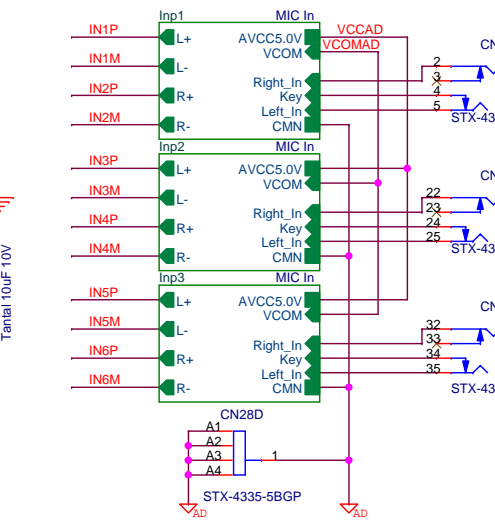 Inp1 MIC In
IN1P L+ AVCC5.0V VCCAD
VCOM VCOMAD CN
IN1M L-
Right_In 2
3
IN2P R+ Key 4
Left_In 5
IN2M R- CMN STX-43
Inp2 MIC In
IN3P L+ AVCC5.0V
VCOM CN
IN3M L-
Right_In 22
23
IN4P R+ Key 24
Left_In 25
IN4M R- CMN STX-43
Inp3 MIC In
IN5P L+ AVCC5.0V
VCOM CN
IN5M L-
Right_In 32
33
IN6P R+ Key 34
Left_In 35
IN6M R- CMN STX-43
Tantal 10uF 10V
CN28D
A1
A2
A3 1
A4
STX-4335-5BGP
AD AD